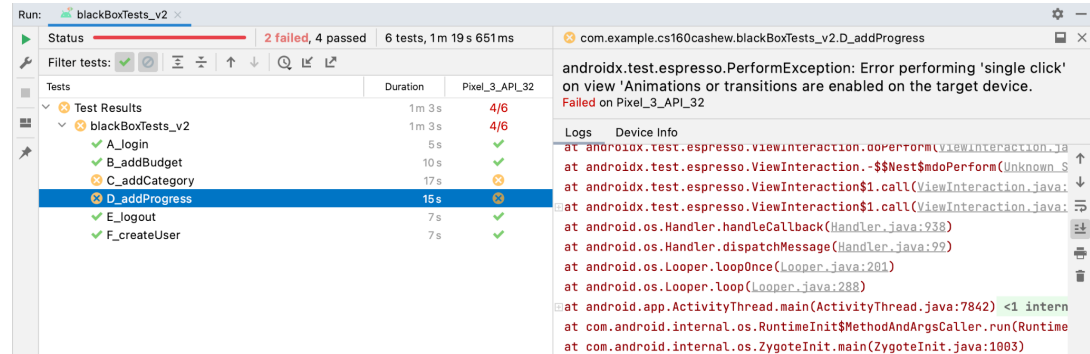 Run: blackBoxTests_v2
Status 2 failed, 4 passed 6 tests, 1 m 19 s 651 ms
Filter tests:
Tests Duration Pixel_3_API_32
Test Results 1 m 3 s 4/6
blackBoxTests_v2 1 m 3 s 4/6
A_login 5 s
B_addBudget 10 s
C_addCategory 17 s
D_addProgress 15 s
E_logout 7 s
F_createUser 7 s
com.example.cs160cashew.blackBoxTests_v2.D_addProgress
androidx.test.espresso.PerformException: Error performing 'single click'
on view 'Animations or transitions are enabled on the target device.
Failed on Pixel_3_API_32
Logs Device Info
at androidx.test.espresso.ViewInteraction.doPerform(ViewInteraction.ja
at androidx.test.espresso.ViewInteraction.-$$Nest$mdoPerform(Unknown S
at androidx.test.espresso.ViewInteraction$1.call(ViewInteraction.java:
at androidx.test.espresso.ViewInteraction$1.call(ViewInteraction.java:
at android.os.Handler.handleCallback(Handler.java:938)
at android.os.Handler.dispatchMessage(Handler.java:99)
at android.os.Looper.loopOnce(Looper.java:201)
at android.os.Looper.loop(Looper.java:288)
at android.app.ActivityThread.main(ActivityThread.java:7842) <1 intern
at com.android.internal.os.RuntimeInit$MethodAndArgsCaller.run(Runtime
at com.android.internal.os.ZygoteInit.main(ZygoteInit.java:1003)